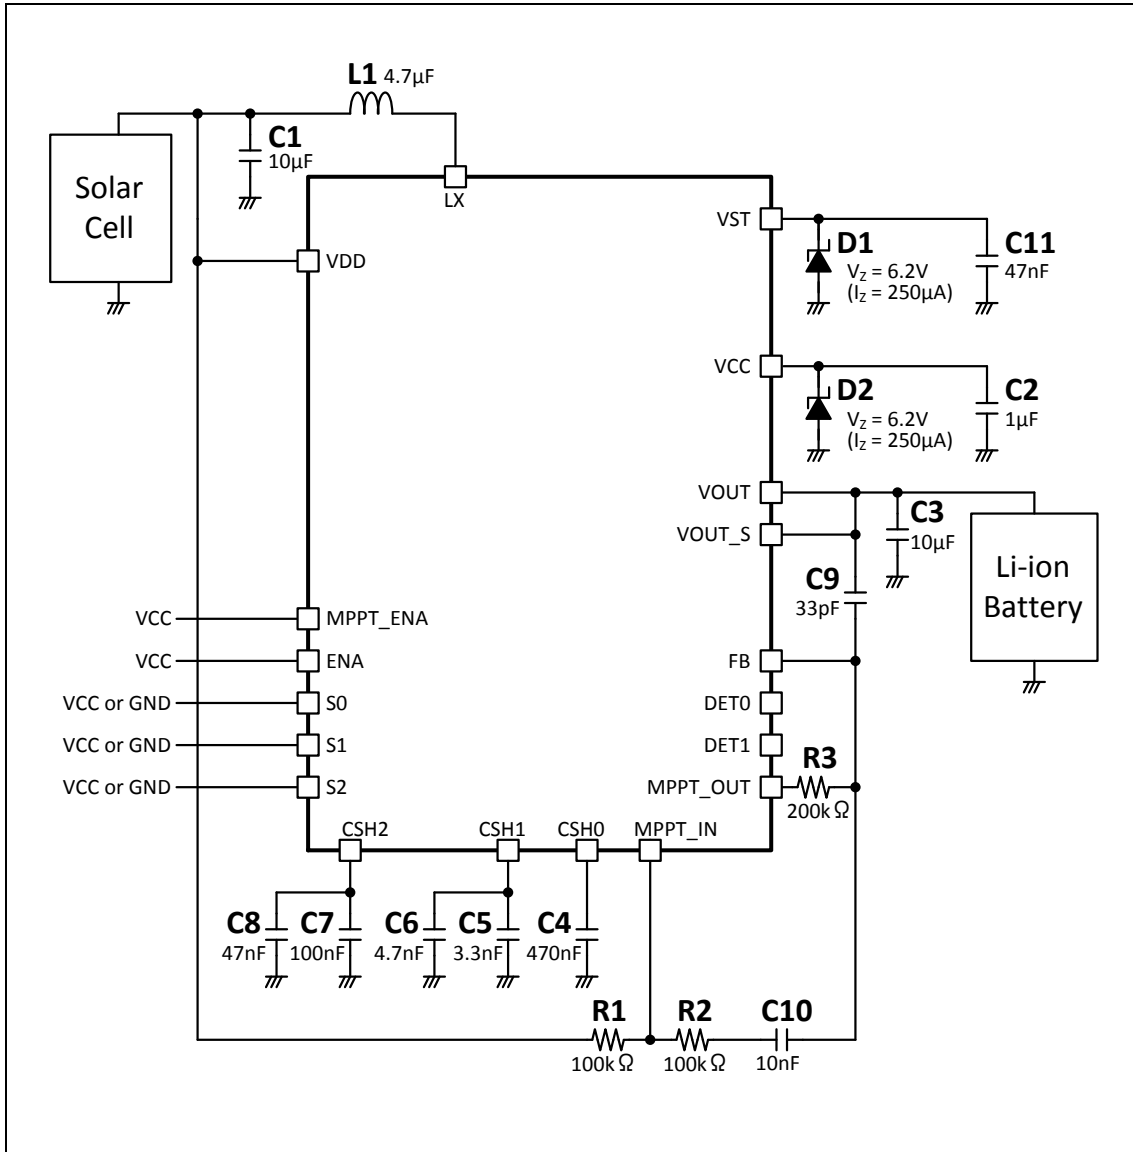 L1 4.7µF
C1
10µF
Solar
Cell
LX
VST
D1
VZ = 6.2V
(IZ = 250µA)
C11
47nF
VDD
VCC
D2
VZ = 6.2V
(IZ = 250µA)
C2
1µF
VOUT
VOUT_S
C3
10µF
C9
33pF
Li-ion
Battery
VCC
MPPT_ENA
VCC
ENA
FB
VCC or GND
S0
DET0
VCC or GND
S1
DET1
VCC or GND
S2
MPPT_OUT
R3
200kΩ
CSH2
CSH1
CSH0
MPPT_IN
C8
47nF
C7
100nF
C6
4.7nF
C5
3.3nF
C4
470nF
R1
100kΩ
R2
100kΩ
C10
10nF